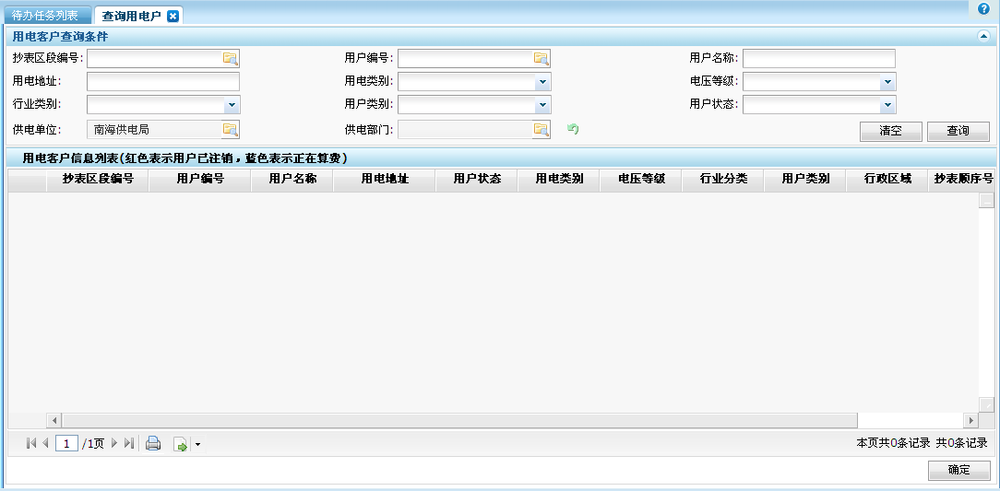 待办任务列表 查询用电户
用电客户查询条件
抄表区段编号: 用户编号: 用户名称:
用电地址: 用电类别: 电压等级:
行业类别: 用户类别: 用户状态:
供电单位: 南海供电局 供电部门: 清空 查询
用电客户信息列表(红色表示用户已注销，蓝色表示正在算费)
抄表区段编号 用户编号 用户名称 用电地址 用户状态 用电类别 电压等级 行业分类 用户类别 行政区域 抄表顺序号
1 /1页 本页共0条记录 共0条记录
确定